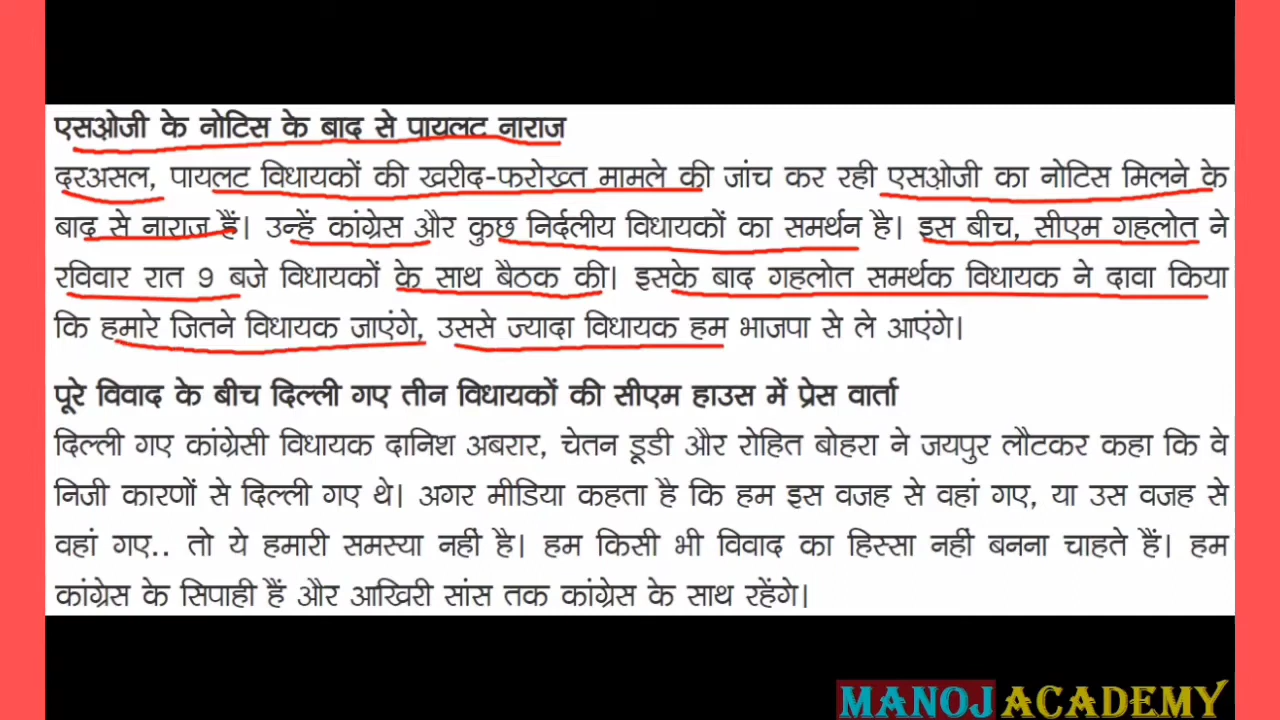 एसओजी के नोटिस के बाद से पायलट नाराज
दरअसल, पायलट विधायकों की खरीद-फरोख्त मामले की जांच कर रही एसओजी का नोटिस मिलने के
बाद से नाराज हैं। उन्हें कांग्रेस और कुछ निर्दलीय विधायकों का समर्थन है। इस बीच, सीएम गहलोत ने
रविवार रात 9 बजे विधायकों के साथ बैठक की। इसके बाद गहलोत समर्थक विधायक ने दावा किया
कि हमारे जितने विधायक जाएंगे, उससे ज्यादा विधायक हम भाजपा से ले आएंगे।
पूरे विवाद के बीच दिल्ली गए तीन विधायकों की सीएम हाउस में प्रेस वार्ता
दिल्ली गए कांग्रेसी विधायक दानिश अबरार, चेतन डूडी और रोहित बोहरा ने जयपुर लौटकर कहा कि वे
निजी कारणों से दिल्ली गए थे। अगर मीडिया कहता है कि हम इस वजह से वहां गए, या उस वजह से
वहां गए.. तो ये हमारी समस्या नहीं है। हम किसी भी विवाद का हिस्सा नहीं बनना चाहते हैं। हम
कांग्रेस के सिपाही हैं और आखिरी सांस तक कांग्रेस के साथ रहेंगे।
MANOJ ACADEMY